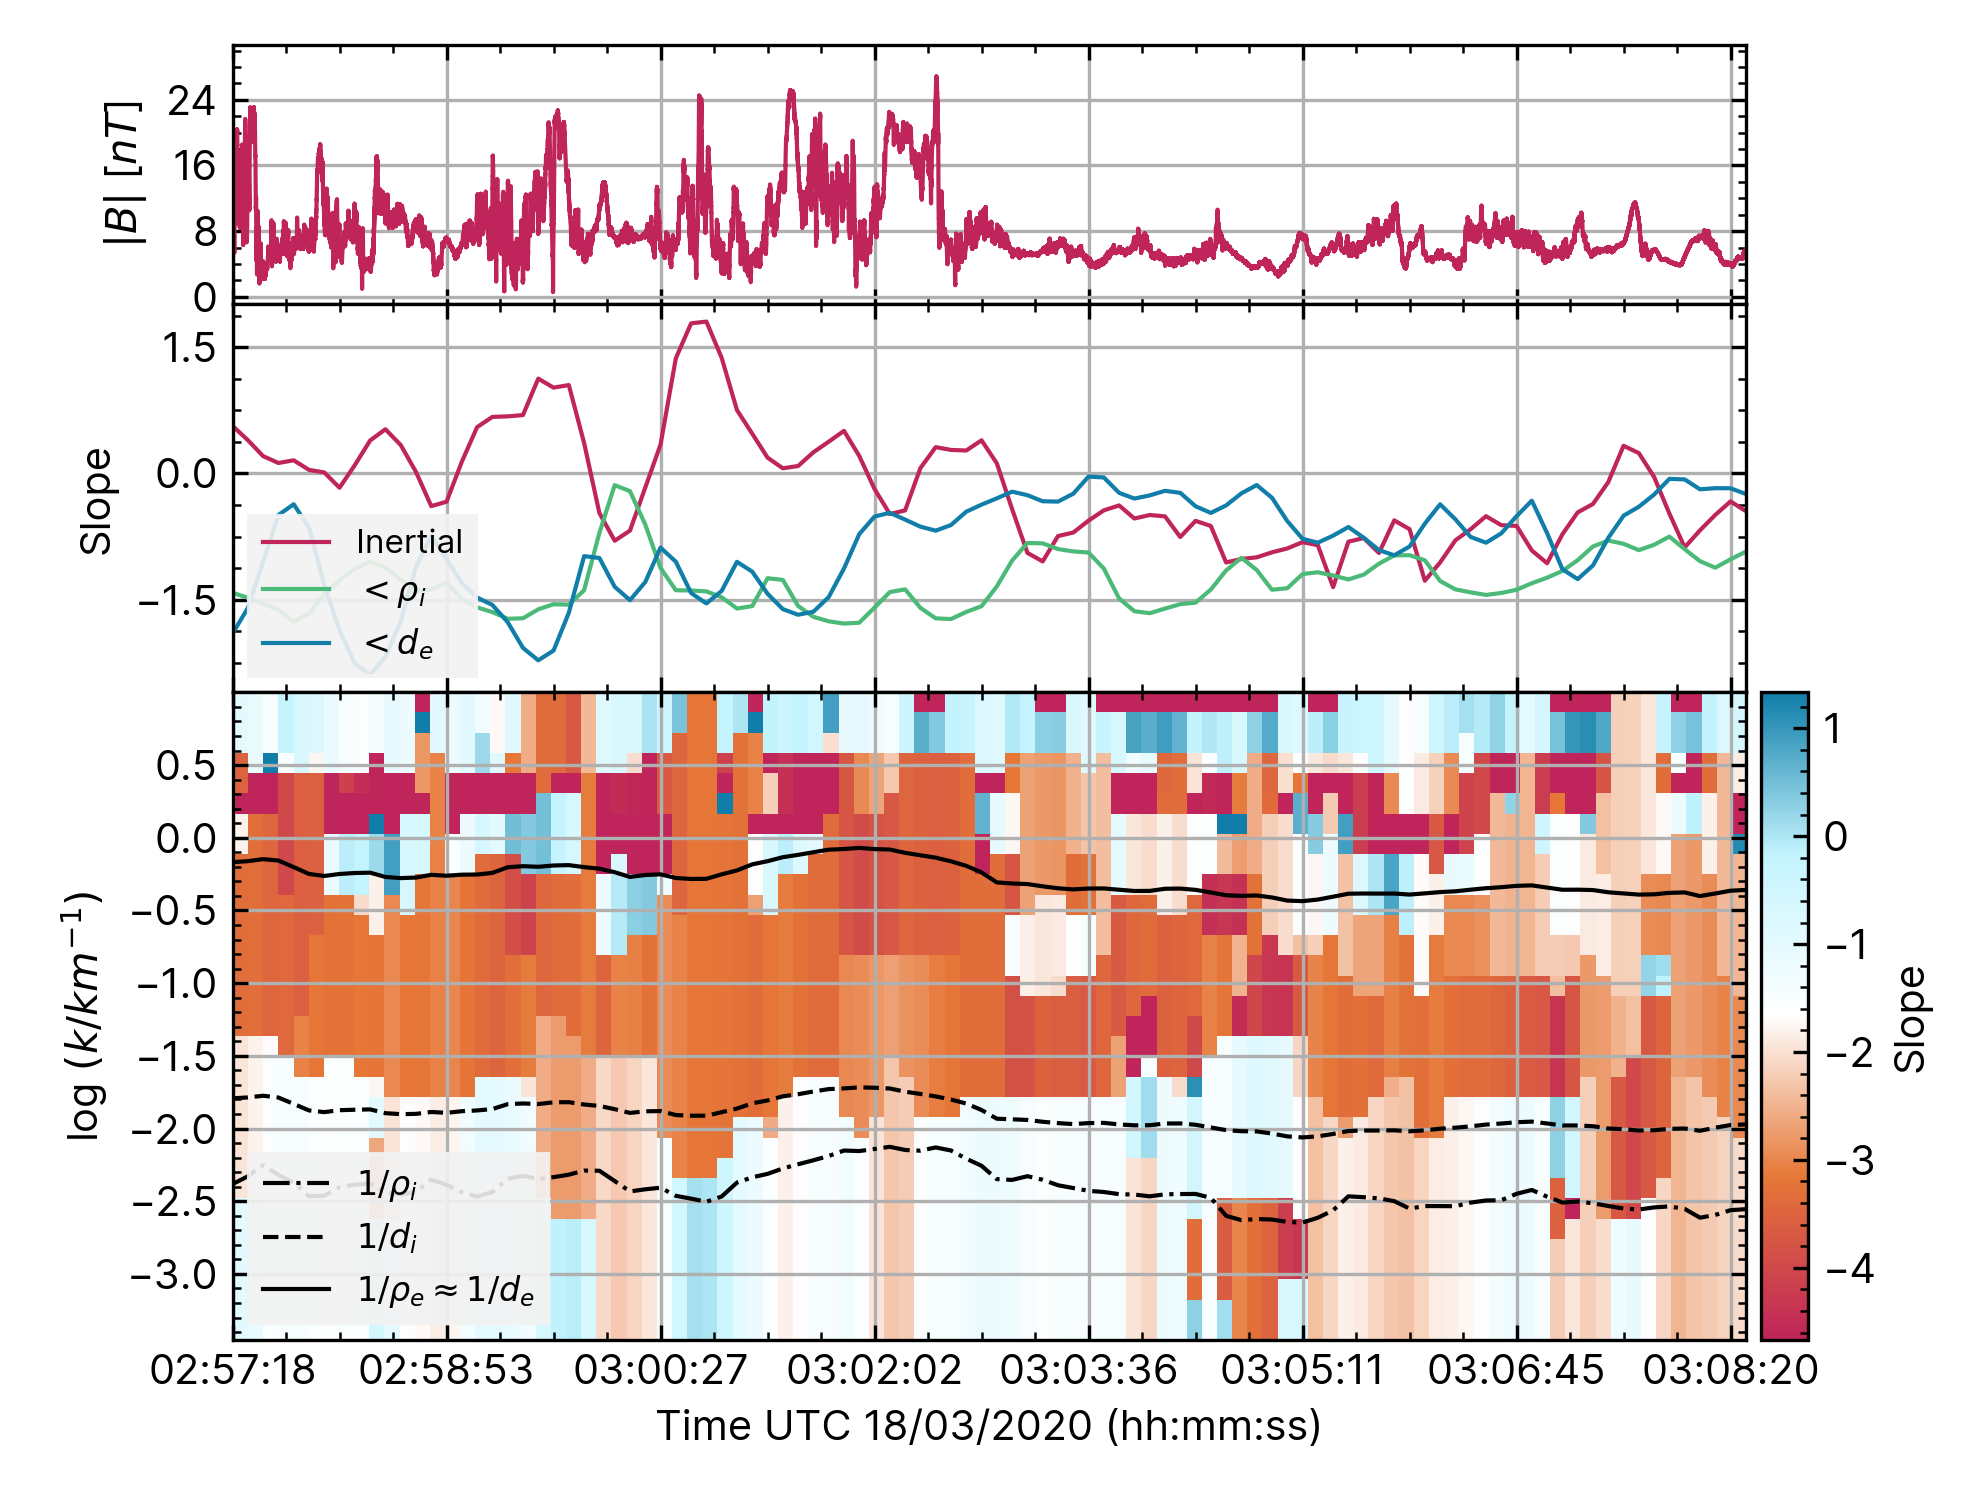 |B| [nT]
24
16
8
0
Slope
1.5
0.0
−1.5
Inertial
< ρi
< de
log (k/km−1)
0.5
0.0
−0.5
−1.0
−1.5
−2.0
−2.5
−3.0
1/ρi
1/di
1/ρe ≈ 1/de
1
0
−1
−2
−3
−4
Slope
02:57:18 02:58:53 03:00:27 03:02:02 03:03:36 03:05:11 03:06:45 03:08:20
Time UTC 18/03/2020 (hh:mm:ss)